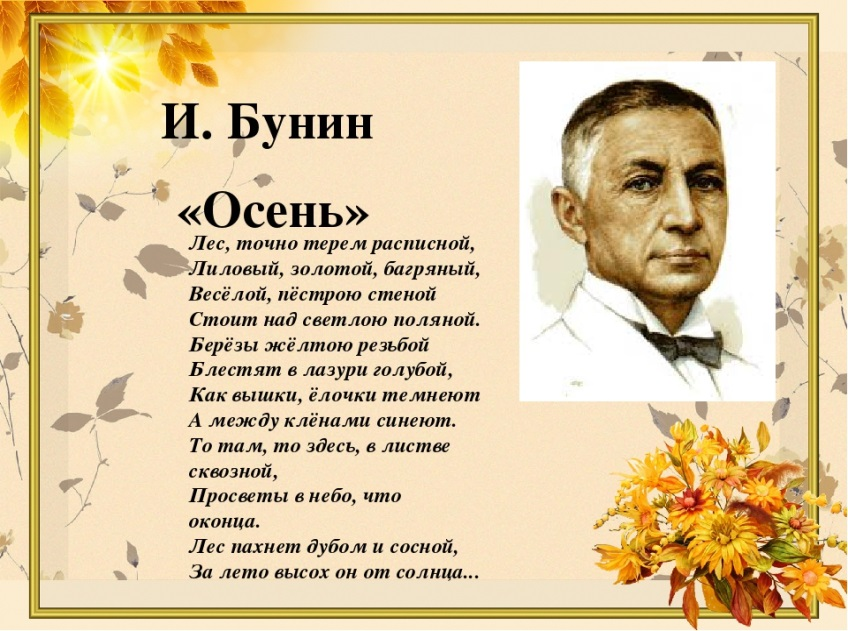 И. Бунин
«Осень»
Лес, точно терем расписной,
Лиловый, золотой, багряный,
Весёлой, пёстрою стеной
Стоит над светлою поляной.
Берёзы жёлтою резьбой
Блестят в лазури голубой,
Как вышки, ёлочки темнеют
А между клёнами синеют.
То там, то здесь, в листве
сквозной,
Просветы в небо, что
оконца.
Лес пахнет дубом и сосной,
За лето высох он от солнца...